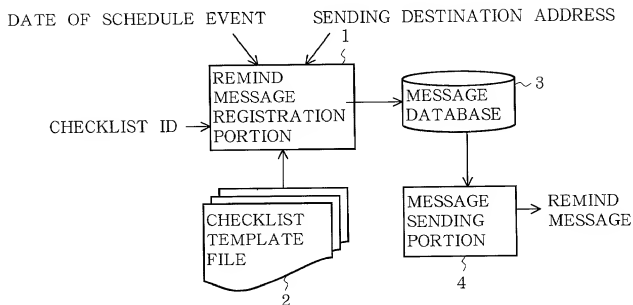 DATE OF SCHEDULE EVENT
SENDING DESTINATION ADDRESS
1
REMIND
MESSAGE
REGISTRATION
PORTION
3
MESSAGE
DATABASE
CHECKLIST ID
CHECKLIST
TEMPLATE
FILE
2
MESSAGE
SENDING
PORTION
4
REMIND
MESSAGE